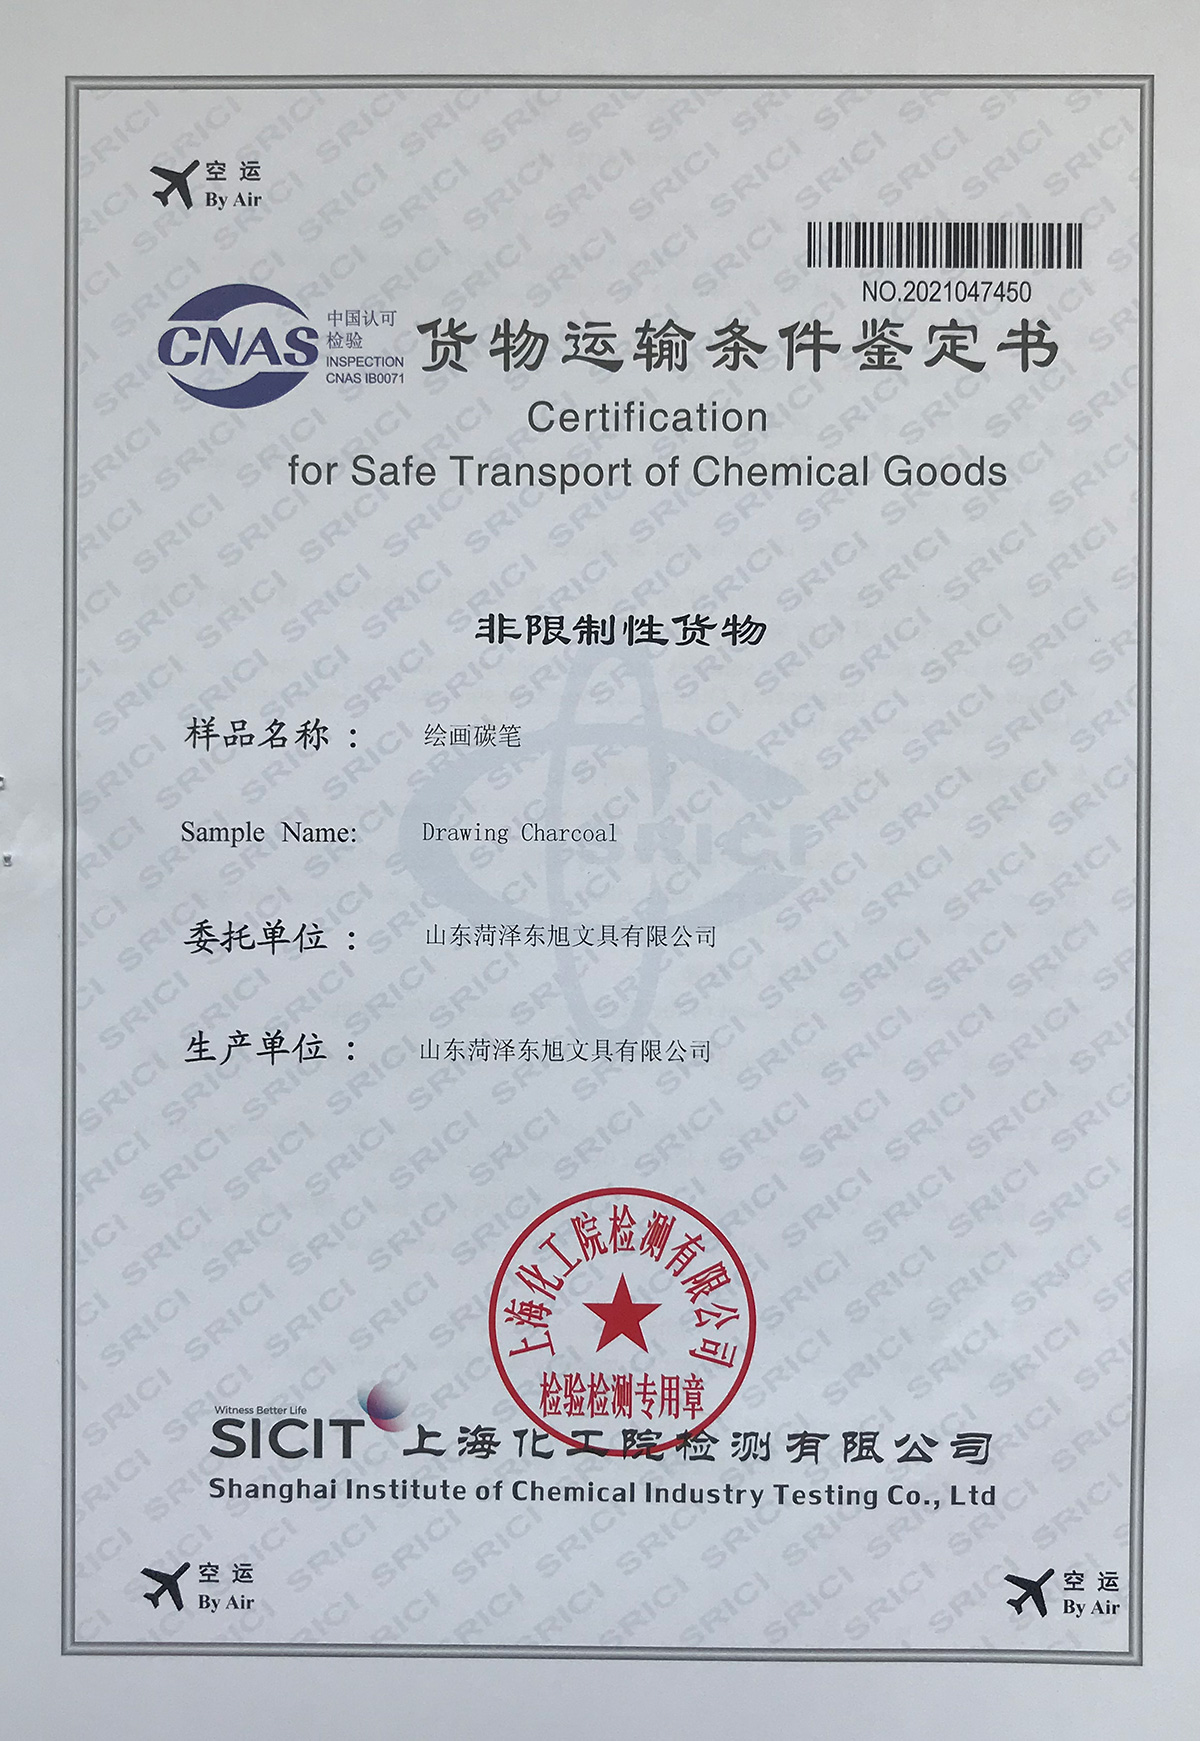 空 运
By Air
NO.2021047450
CNAS
中国认可
检验
INSPECTION
CNAS IB0071
货物运输条件鉴定书
Certification
for Safe Transport of Chemical Goods
非限制性货物
样品名称： 绘画碳笔
Sample Name: Drawing Charcoal
SRICI
委托单位： 山东菏泽东旭文具有限公司
生产单位： 山东菏泽东旭文具有限公司
上海化工院检测有限公司
检验检测专用章
Witness Better Life
SICIT 上海化工院检测有限公司
Shanghai Institute of Chemical Industry Testing Co., Ltd
空 运
By Air
空 运
By Air